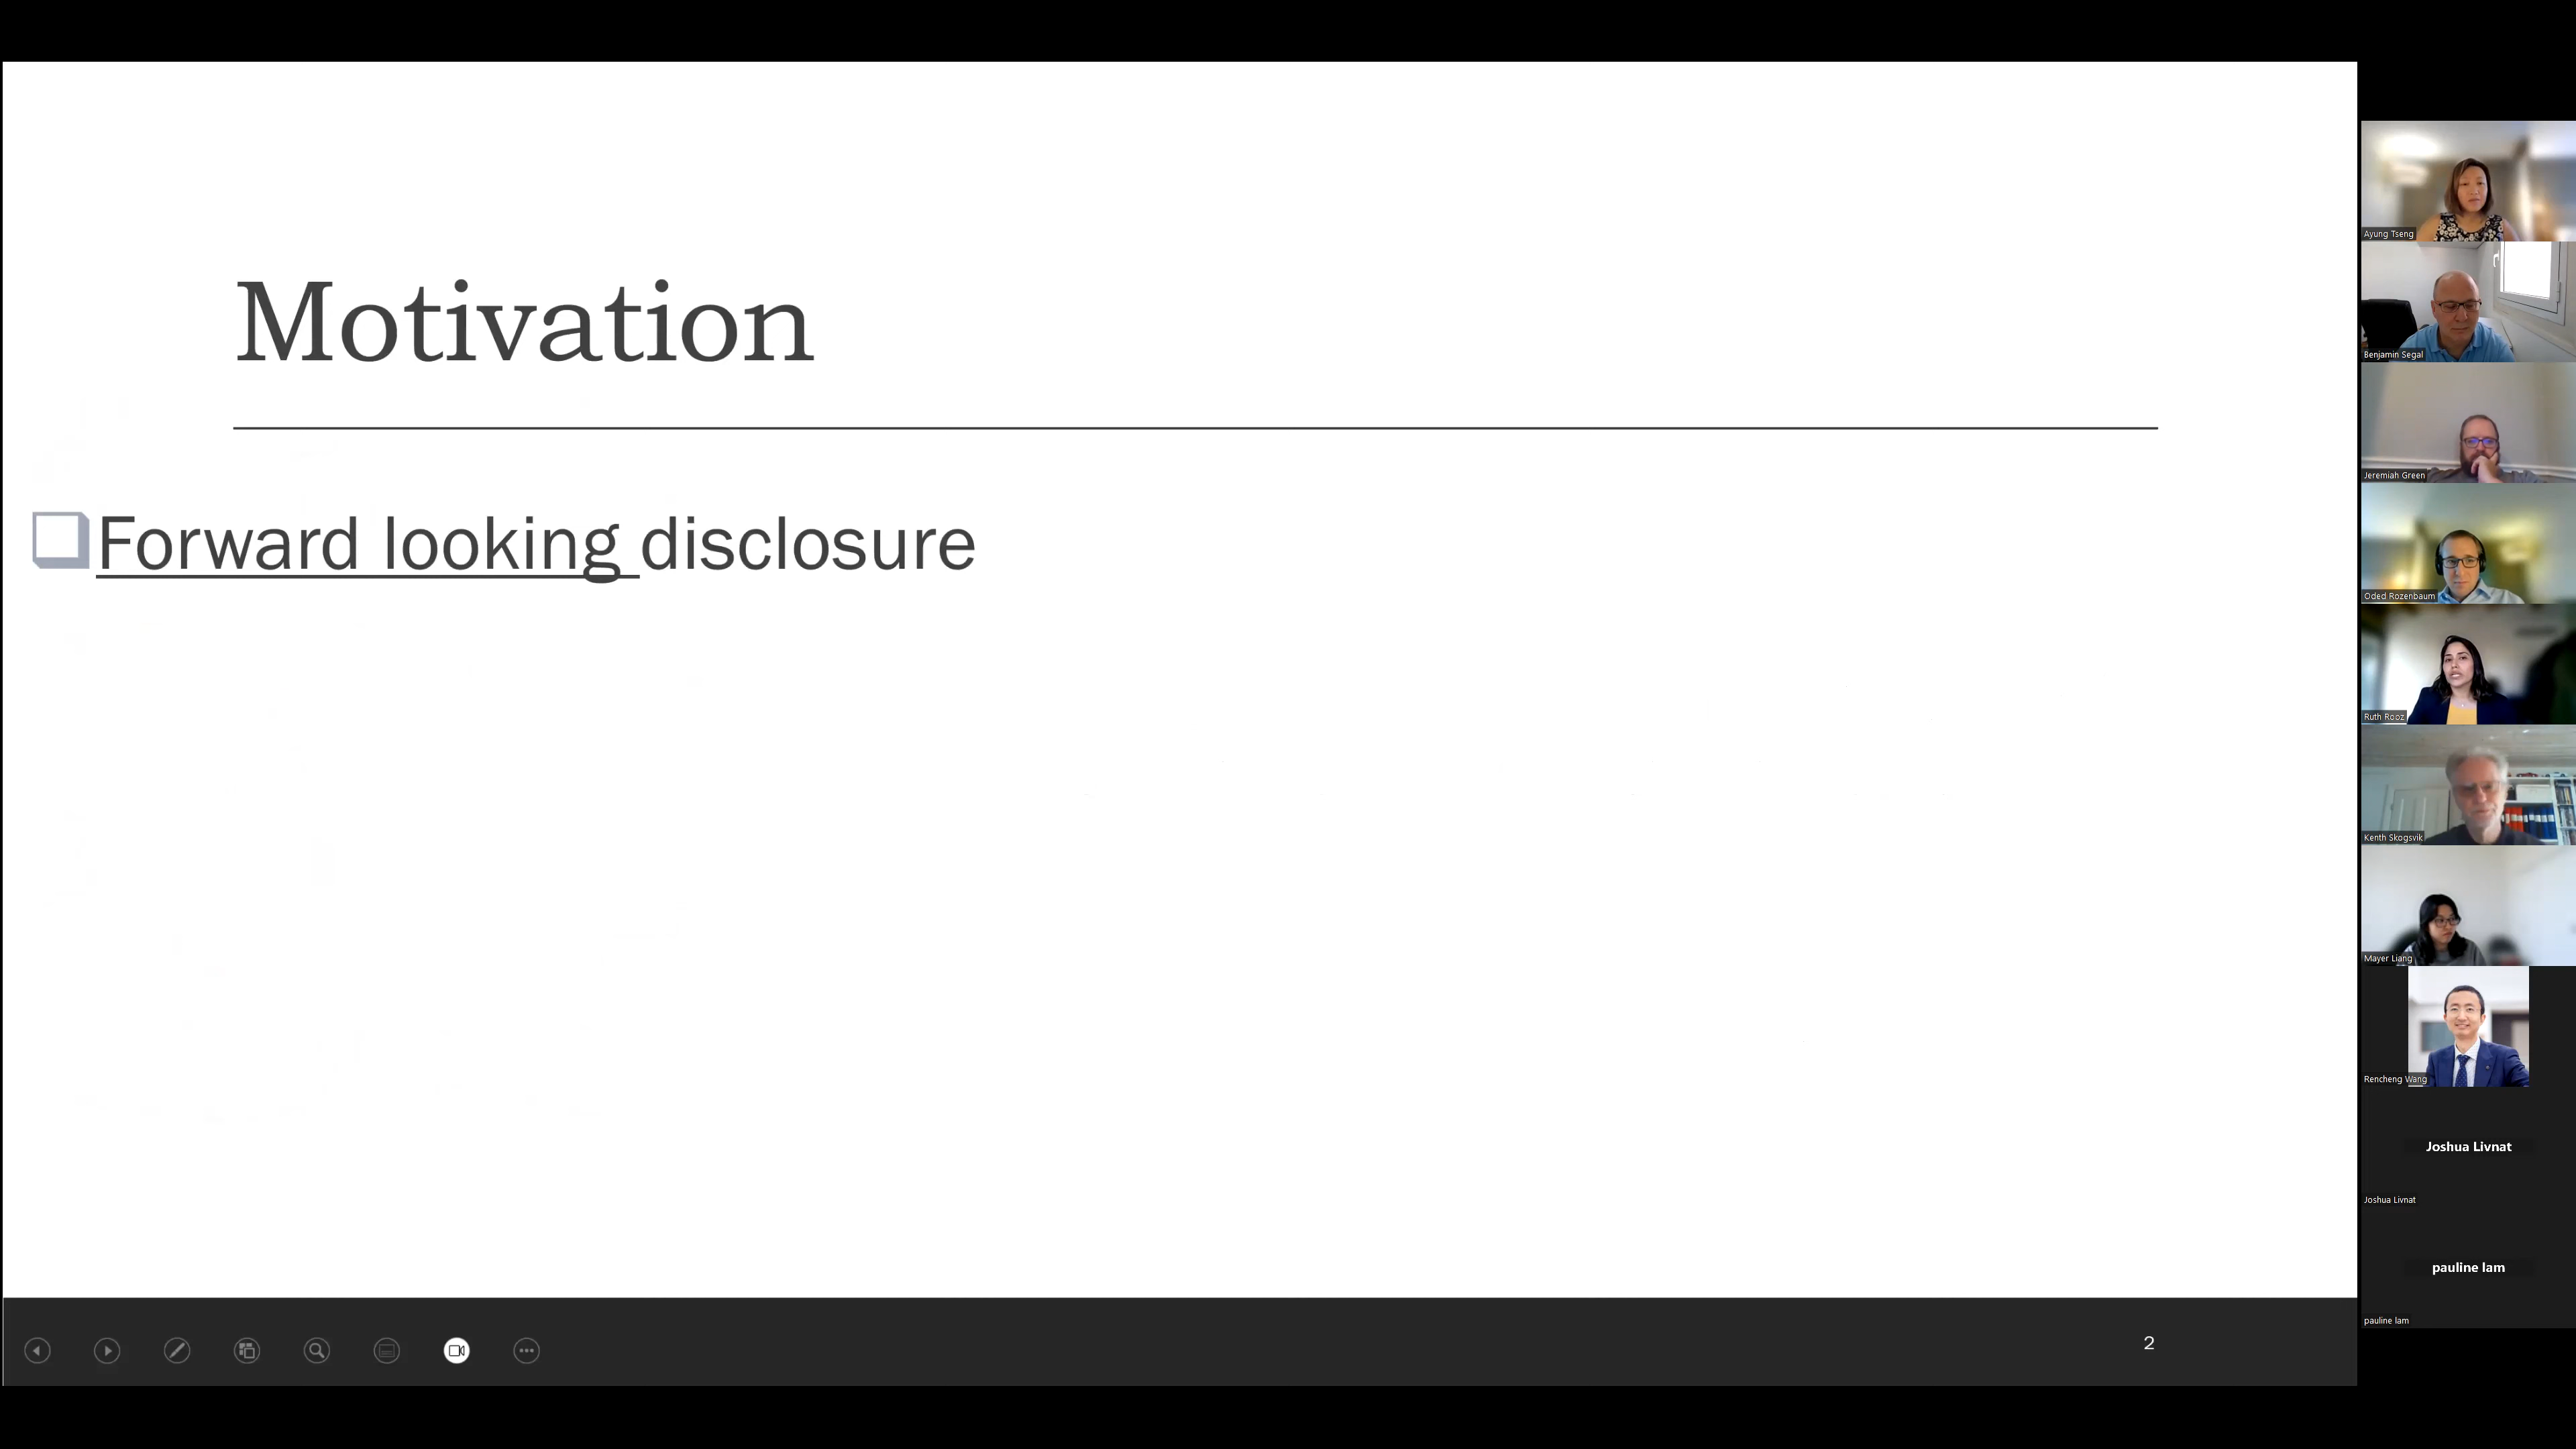 Motivation
Forward looking disclosure
2
Ayung Tseng
Benjamin Segal
Jeremiah Green
Oded Rozenbaum
Ruth Rooz
Kenth Skogsvik
Mayer Liang
Rencheng Wang
Joshua Livnat
Joshua Livnat
pauline lam
pauline lam